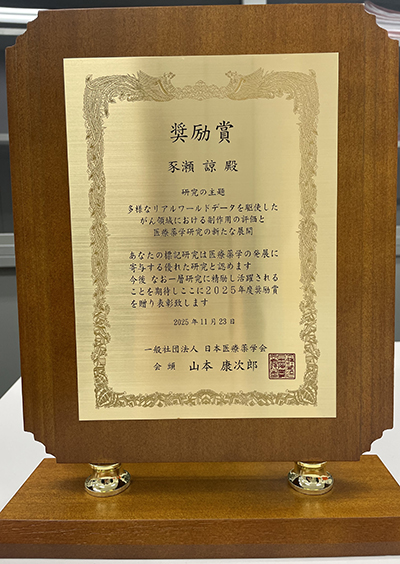 奨励賞
豕瀬 諒 殿
研究の主題
多様なリアルワールドデータを駆使した
がん領域における副作用の評価と
医療薬学研究の新たな展開
あなたの標記研究は医療薬学の発展に
寄与する優れた研究と認めます
今後 なお一層研究に精励し活躍される
ことを期待しここに2025年度奨励賞
を贈り表彰致します
2025年11月23日
一般社団法人 日本医療薬学会
会頭 山本 康次郎